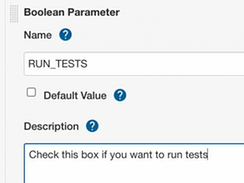 Boolean Parameter
Name ?
RUN_TESTS
Default Value ?
Description ?
Check this box if you want to run tests